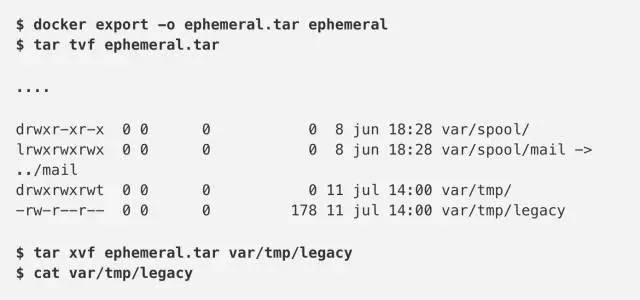 $ docker export -o ephemeral.tar ephemeral
$ tar tvf ephemeral.tar
....
drwxr-xr-x  0 0      0           0  8 jun 18:28 var/spool/
lrwxrwxrwx  0 0      0           0  8 jun 18:28 var/spool/mail ->
../mail
drwxrwxrwt  0 0      0           0 11 jul 14:00 var/tmp/
-rw-r--r--  0 0      0         178 11 jul 14:00 var/tmp/legacy
$ tar xvf ephemeral.tar var/tmp/legacy
$ cat var/tmp/legacy